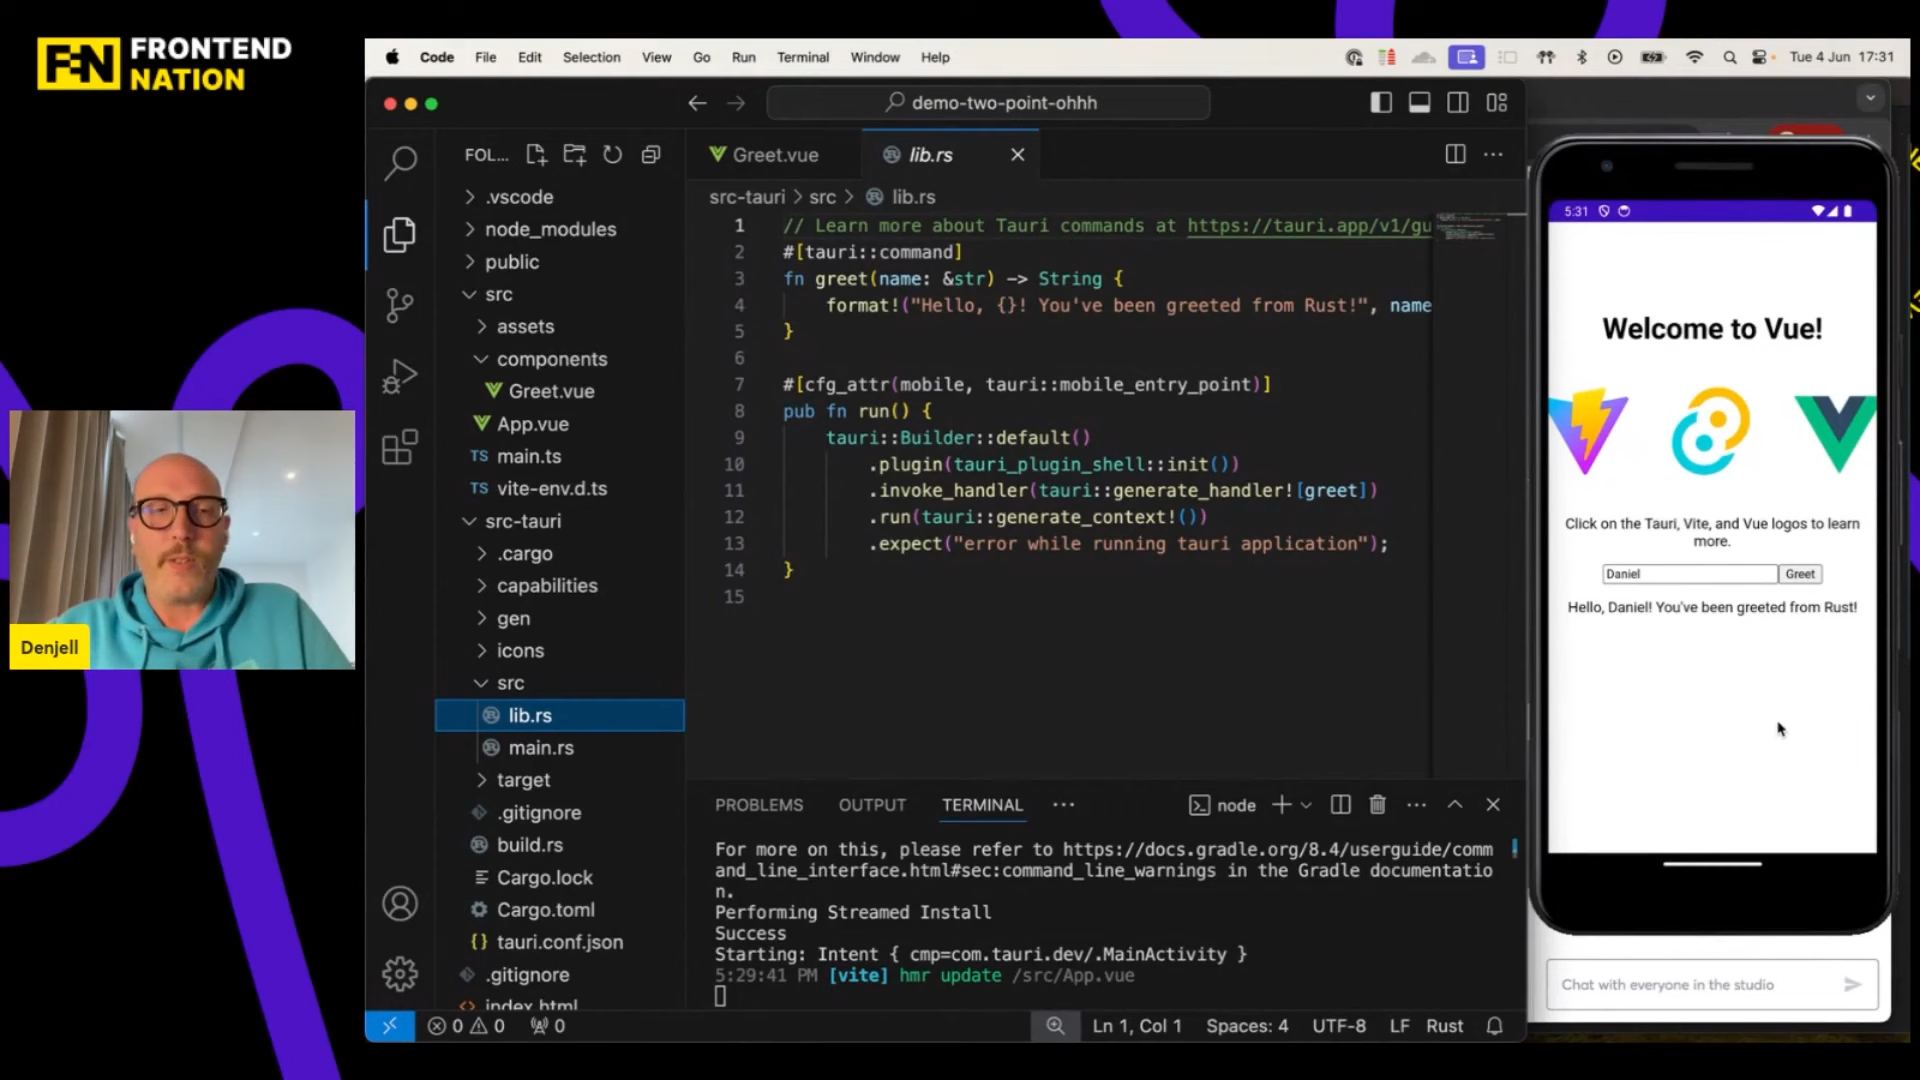 FRONTEND
NATION
Denjell
Code File Edit Selection View Go Run Terminal Window Help
Tue 4 Jun 17:31
demo-two-point-ohhh
FOL...
.vscode
node_modules
public
src
assets
components
Greet.vue
App.vue
TS main.ts
TS vite-env.d.ts
src-tauri
.cargo
capabilities
gen
icons
src
lib.rs
main.rs
target
.gitignore
build.rs
Cargo.lock
Cargo.toml
{} tauri.conf.json
.gitignore
index.html
Greet.vue
lib.rs
src-tauri > src > lib.rs
1 // Learn more about Tauri commands at https://tauri.app/v1/gu
2 #[tauri::command]
3 fn greet(name: &str) -> String {
4 format!("Hello, {}! You've been greeted from Rust!", name
5 }
6
7 #[cfg_attr(mobile, tauri::mobile_entry_point)]
8 pub fn run() {
9 tauri::Builder::default()
10 .plugin(tauri_plugin_shell::init())
11 .invoke_handler(tauri::generate_handler![greet])
12 .run(tauri::generate_context!())
13 .expect("error while running tauri application");
14 }
15
PROBLEMS OUTPUT TERMINAL ... node
For more on this, please refer to https://docs.gradle.org/8.4/userguide/comm
and_line_interface.html#sec:command_line_warnings in the Gradle documentatio
n.
Performing Streamed Install
Success
Starting: Intent { cmp=com.tauri.dev/.MainActivity }
5:29:41 PM [vite] hmr update /src/App.vue
0 0 0
Ln 1, Col 1 Spaces: 4 UTF-8 LF Rust
5:31
Welcome to Vue!
Click on the Tauri, Vite, and Vue logos to learn
more.
Daniel Greet
Hello, Daniel! You've been greeted from Rust!
Chat with everyone in the studio